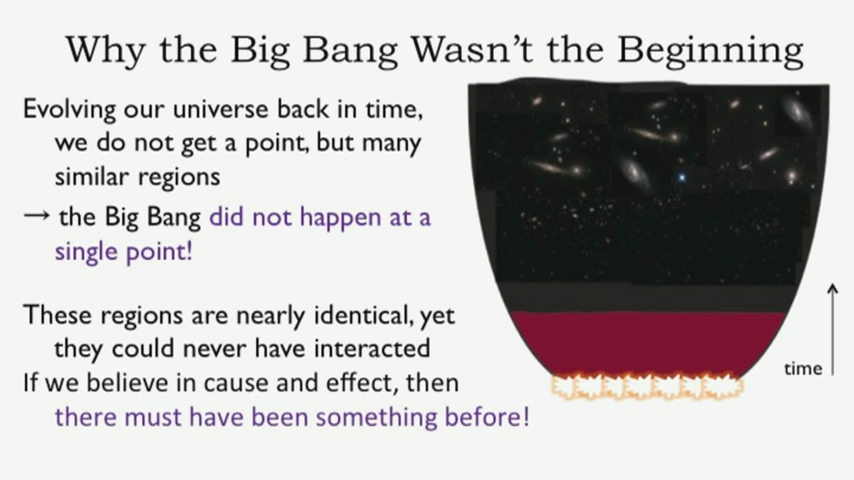 Why the Big Bang Wasn't the Beginning
Evolving our universe back in time,
we do not get a point, but many
similar regions
→ the Big Bang did not happen at a
single point!
These regions are nearly identical, yet
they could never have interacted
If we believe in cause and effect, then
there must have been something before!
time